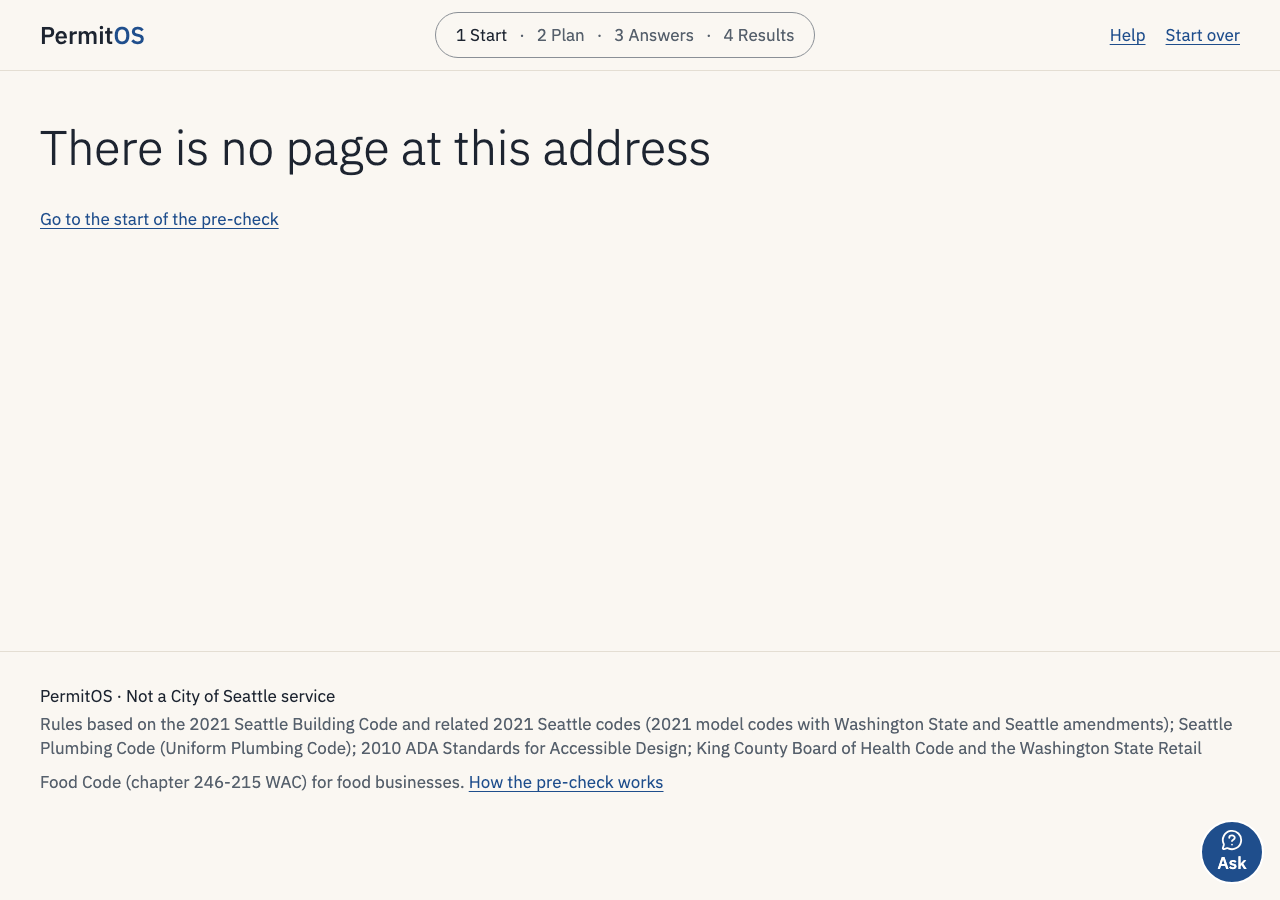 PermitOS
1 Start · 2 Plan · 3 Answers · 4 Results
Help Start over
There is no page at this address
Go to the start of the pre-check
PermitOS · Not a City of Seattle service
Rules based on the 2021 Seattle Building Code and related 2021 Seattle codes (2021 model codes with Washington State and Seattle amendments); Seattle
Plumbing Code (Uniform Plumbing Code); 2010 ADA Standards for Accessible Design; King County Board of Health Code and the Washington State Retail
Food Code (chapter 246-215 WAC) for food businesses. How the pre-check works
Ask